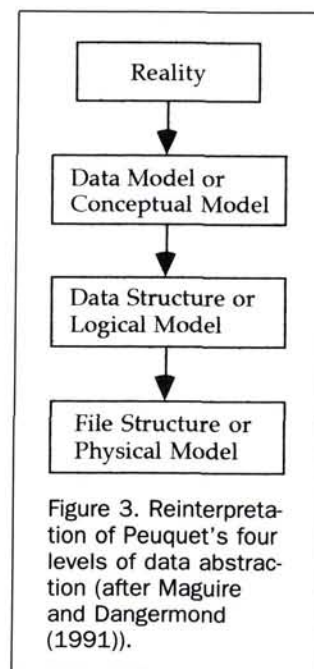 Reality
Data Model or
Conceptual Model
Data Structure or
Logical Model
File Structure or
Physical Model
Figure 3. Reinterpreta-
tion of Peuquet's four
levels of data abstrac-
tion (after Maguire
and Dangermond
(1991)).